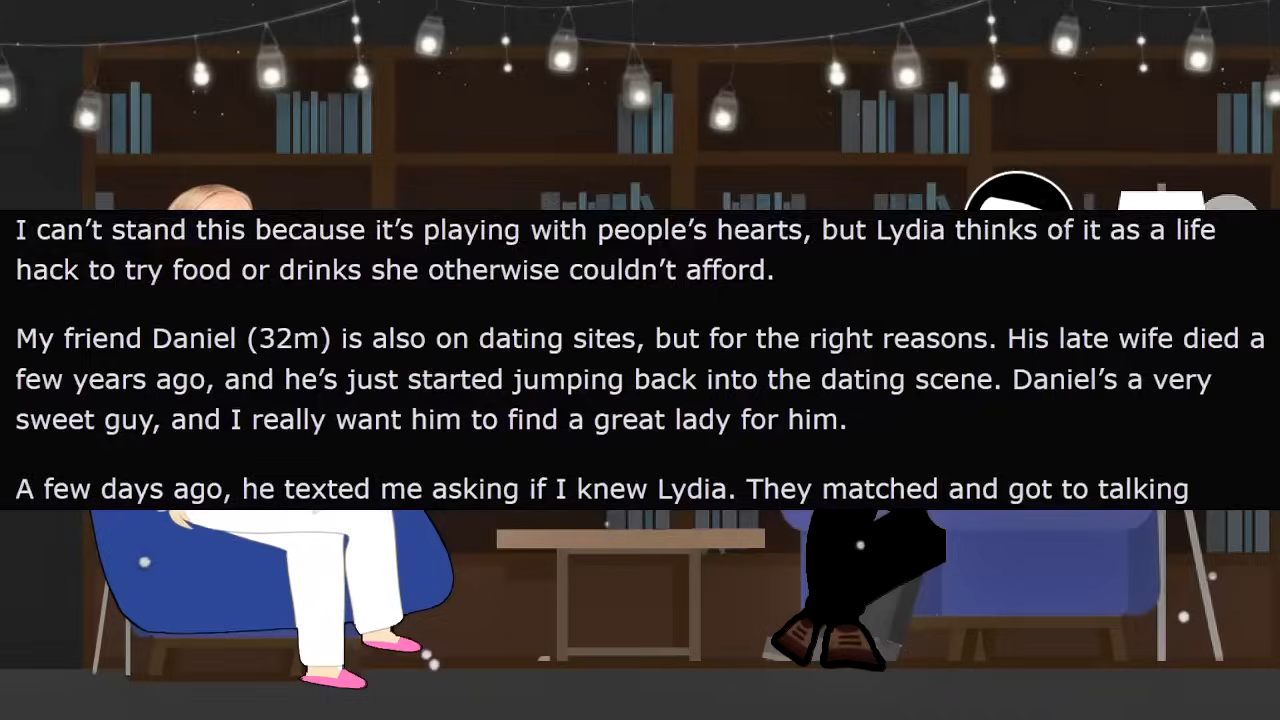 I can’t stand this because it’s playing with people’s hearts, but Lydia thinks of it as a life
hack to try food or drinks she otherwise couldn’t afford.
My friend Daniel (32m) is also on dating sites, but for the right reasons. His late wife died a
few years ago, and he’s just started jumping back into the dating scene. Daniel’s a very
sweet guy, and I really want him to find a great lady for him.
A few days ago, he texted me asking if I knew Lydia. They matched and got to talking